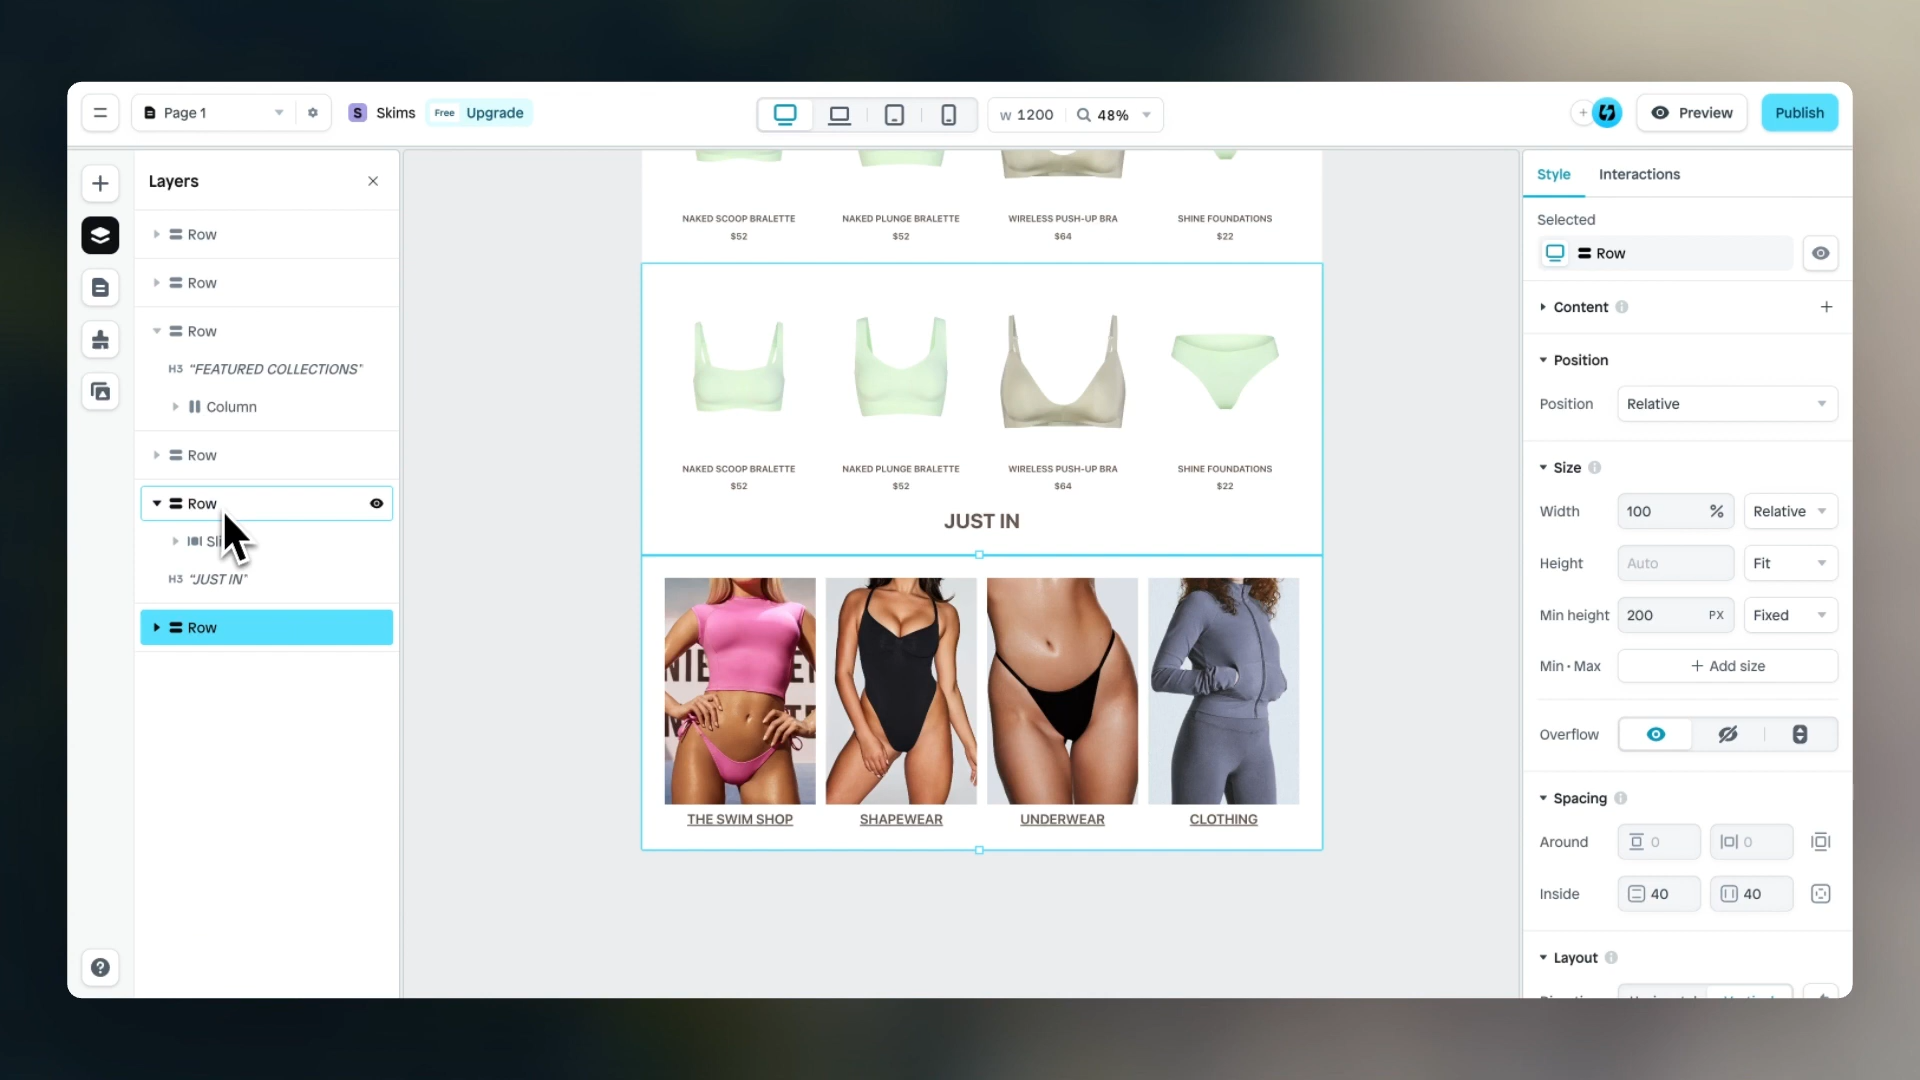 Page 1
S Skims Free Upgrade
W 1200 48%
Preview
Publish
Layers
Row
Row
Row
H3 "FEATURED COLLECTIONS"
Column
Row
Row
Sli
H3 "JUST IN"
Row
NAKED SCOOP BRALETTE
$52
NAKED PLUNGE BRALETTE
$52
WIRELESS PUSH-UP BRA
$64
SHINE FOUNDATIONS
$22
NAKED SCOOP BRALETTE
$52
NAKED PLUNGE BRALETTE
$52
WIRELESS PUSH-UP BRA
$64
SHINE FOUNDATIONS
$22
JUST IN
THE SWIM SHOP
SHAPEWEAR
UNDERWEAR
CLOTHING
Style Interactions
Selected
Row
Content
Position
Position Relative
Size
Width 100 % Relative
Height Auto Fit
Min height 200 PX Fixed
Min · Max + Add size
Overflow
Spacing
Around 0 0
Inside 40 40
Layout